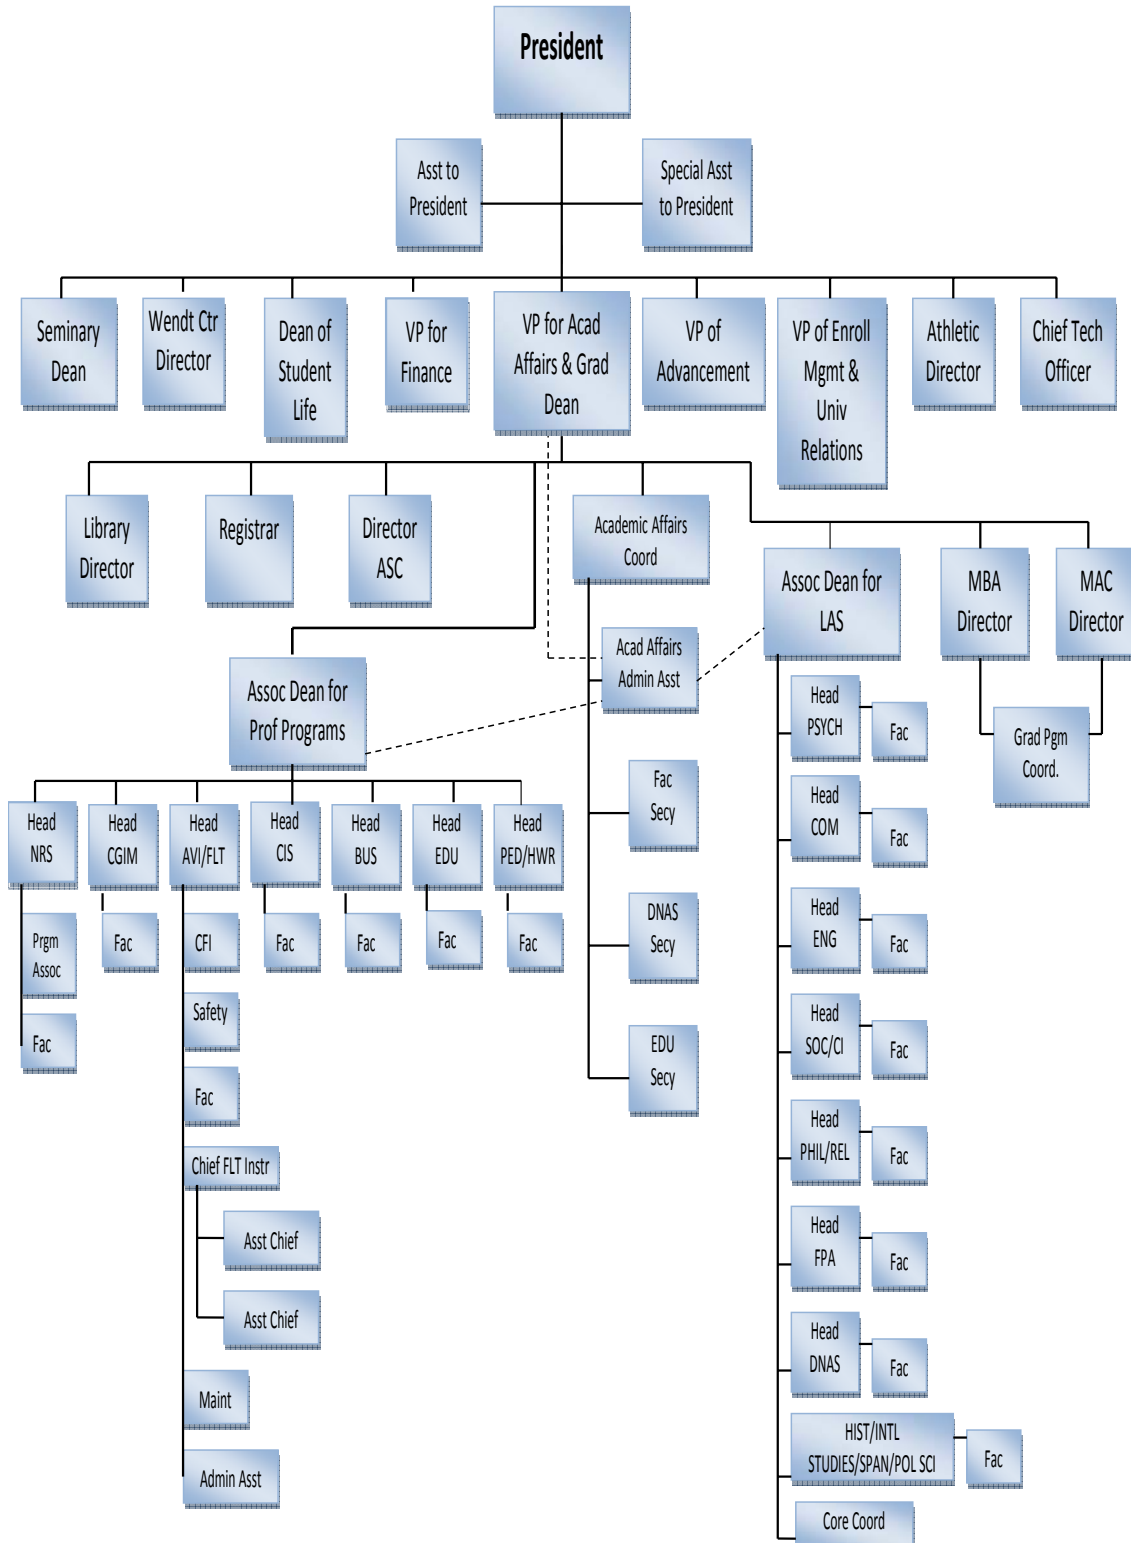 President
Asst to
President
Special Asst
to President
Seminary
Dean
Wendt Ctr
Director
Dean of
Student
Life
VP for
Finance
VP for Acad
Affairs & Grad
Dean
VP of
Advancement
VP of Enroll
Mgmt &
Univ
Relations
Athletic
Director
Chief Tech
Officer
Library
Director
Registrar
Director
ASC
Academic Affairs
Coord
Assoc Dean for
LAS
MBA
Director
MAC
Director
Acad Affairs
Admin Asst
Assoc Dean for
Prof Programs
Grad Pgm
Coord.
Fac
Secy
DNAS
Secy
EDU
Secy
Head
NRS
Head
CGIM
Head
AVI/FLT
Head
CIS
Head
BUS
Head
EDU
Head
PED/HWR
Prgm
Assoc
Fac
CFI
Fac
Fac
Fac
Fac
Fac
Safety
Fac
Chief FLT Instr
Asst Chief
Asst Chief
Maint
Admin Asst
Head
PSYCH
Fac
Head
COM
Fac
Head
ENG
Fac
Head
SOC/CI
Fac
Head
PHIL/REL
Fac
Head
FPA
Fac
Head
DNAS
Fac
HIST/INTL
STUDIES/SPAN/POL SCI
Fac
Core Coord